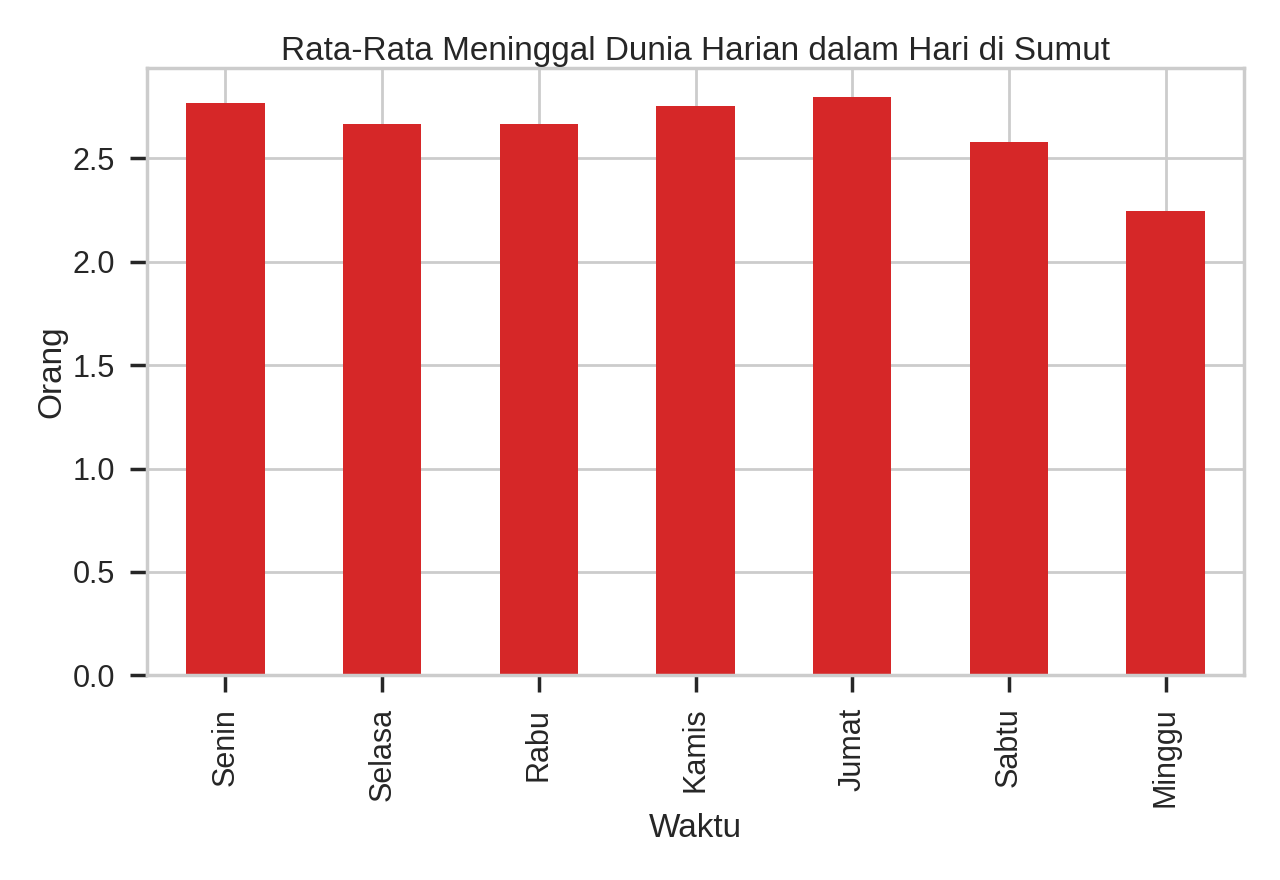 Rata-Rata Meninggal Dunia Harian dalam Hari di Sumut
Orang
2.5
2.0
1.5
1.0
0.5
0.0
Senin
Selasa
Rabu
Kamis
Jumat
Sabtu
Minggu
Waktu